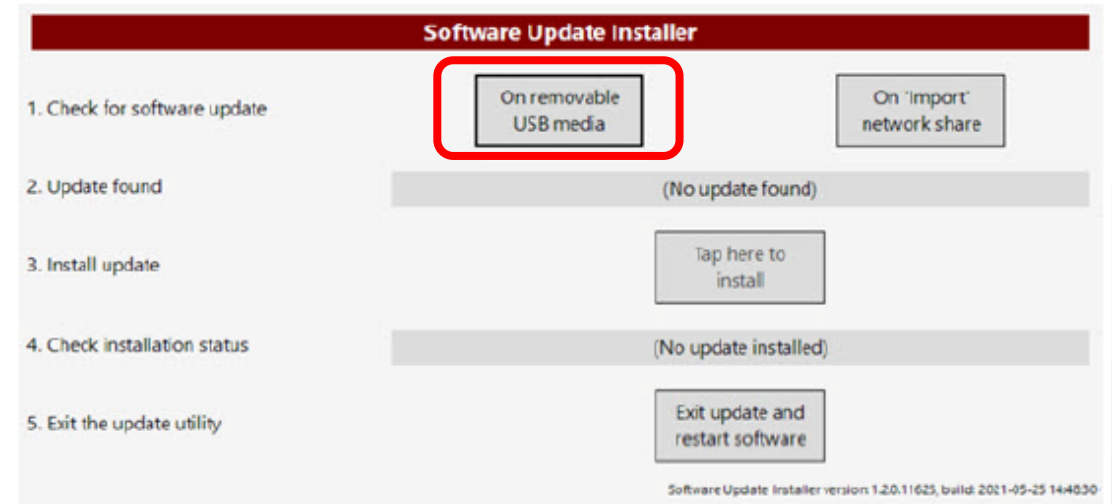 Software Update Installer
1. Check for software update
On removable
USB media
On 'Import'
network share
2. Update found
(No update found)
3. Install update
Tap here to
install
4. Check installation status
(No update installed)
5. Exit the update utility
Exit update and
restart software
Software Update Installer version: 1.2.0.11625, build: 2021-05-25 14:48:30